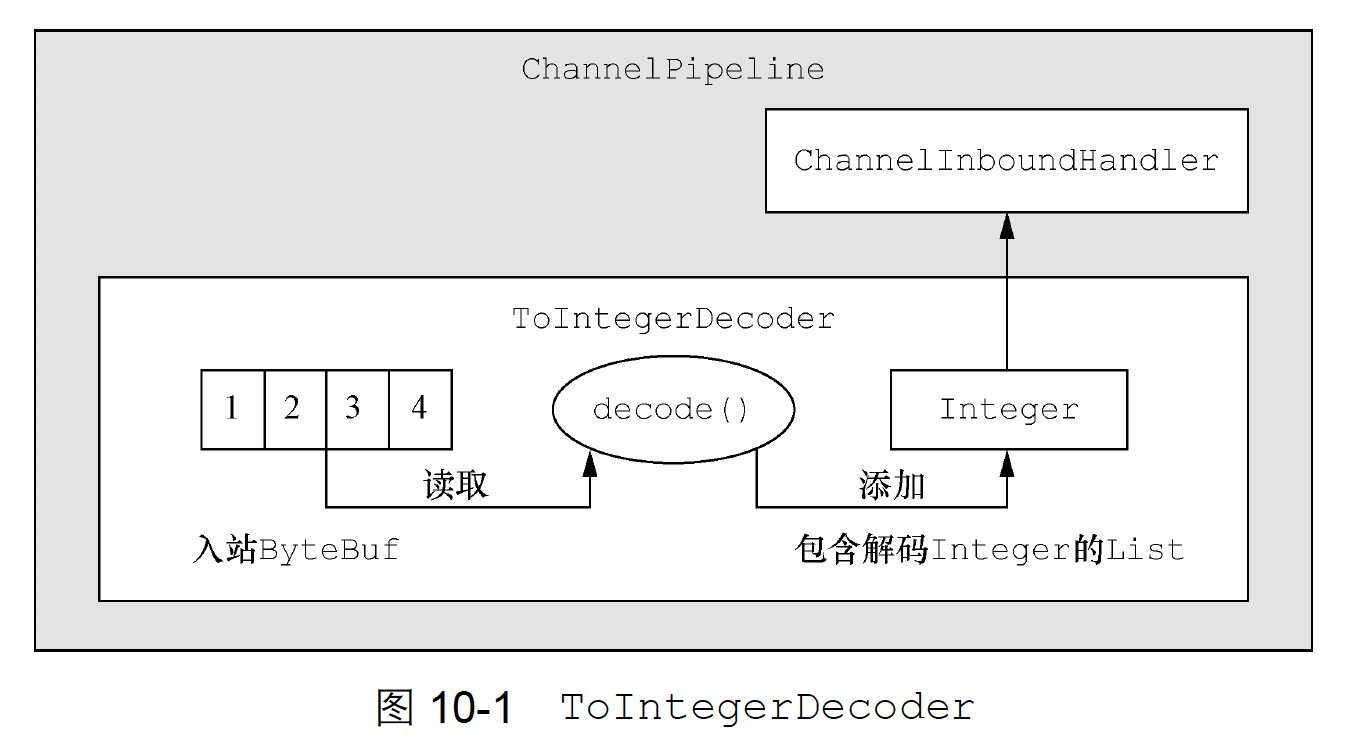 ChannelPipeline
ChannelInboundHandler
ToIntegerDecoder
1 2 3 4
decode()
Integer
读取
添加
入站ByteBuf
包含解码Integer的List
图 10-1 ToIntegerDecoder